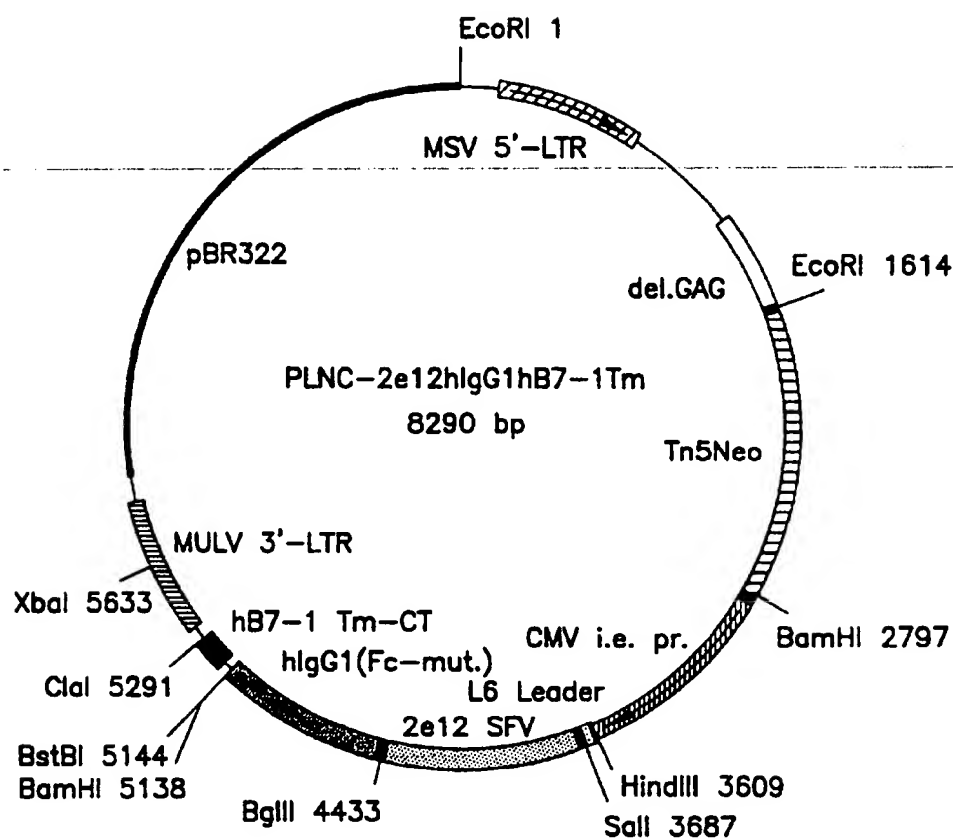 EcoRI 1
MSV 5'-LTR
pBR322
EcoRI 1614
del.GAG
PLNC-2e12hIgG1hB7-1Tm
8290 bp
Tn5Neo
MULV 3'-LTR
XbaI 5633
hB7-1 Tm-CT
CMV i.e. pr.
BamHI 2797
hIgG1(Fc-mut.)
ClaI 5291
L6 Leader
2e12 SFV
BstBI 5144
BamHI 5138
HindIII 3609
BglII 4433
SalI 3687